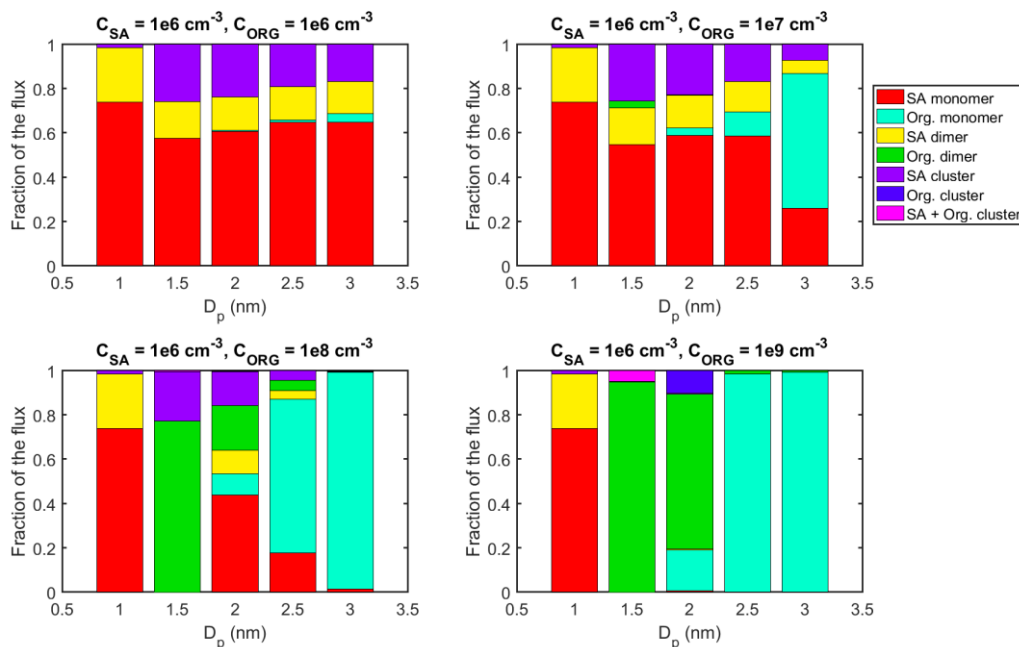 C_SA = 1e6 cm^-3, C_ORG = 1e6 cm^-3
Fraction of the flux
1
0.8
0.6
0.4
0.2
0
0.5 1 1.5 2 2.5 3 3.5
D_p (nm)
C_SA = 1e6 cm^-3, C_ORG = 1e7 cm^-3
Fraction of the flux
1
0.8
0.6
0.4
0.2
0
0.5 1 1.5 2 2.5 3 3.5
D_p (nm)
SA monomer
Org. monomer
SA dimer
Org. dimer
SA cluster
Org. cluster
SA + Org. cluster
C_SA = 1e6 cm^-3, C_ORG = 1e8 cm^-3
Fraction of the flux
1
0.8
0.6
0.4
0.2
0
0.5 1 1.5 2 2.5 3 3.5
D_p (nm)
C_SA = 1e6 cm^-3, C_ORG = 1e9 cm^-3
Fraction of the flux
1
0.8
0.6
0.4
0.2
0
0.5 1 1.5 2 2.5 3 3.5
D_p (nm)